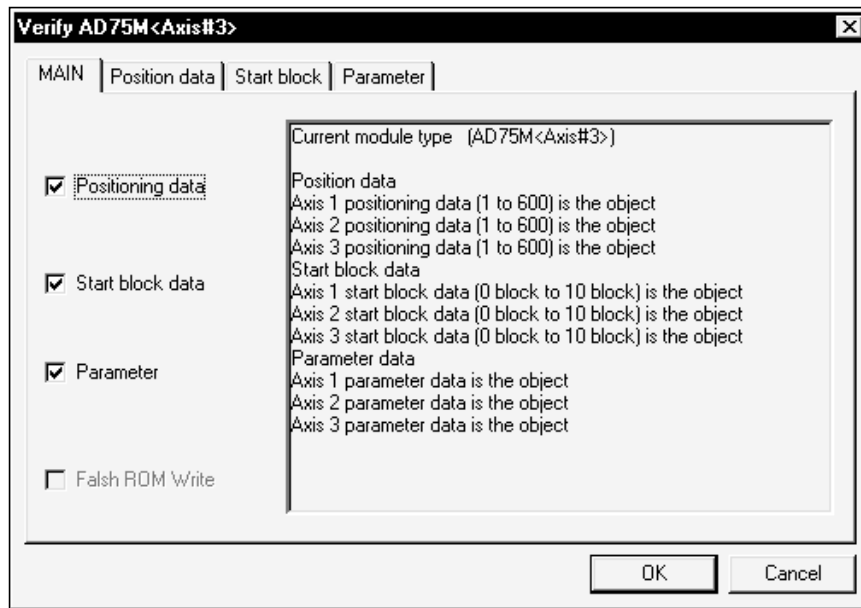 Verify AD75M<Axis#3>
MAIN Position data Start block Parameter
Positioning data
Start block data
Parameter
Falsh ROM Write
Current module type (AD75M<Axis#3>)
Position data
Axis 1 positioning data (1 to 600) is the object
Axis 2 positioning data (1 to 600) is the object
Axis 3 positioning data (1 to 600) is the object
Start block data
Axis 1 start block data (0 block to 10 block) is the object
Axis 2 start block data (0 block to 10 block) is the object
Axis 3 start block data (0 block to 10 block) is the object
Parameter data
Axis 1 parameter data is the object
Axis 2 parameter data is the object
Axis 3 parameter data is the object
OK Cancel